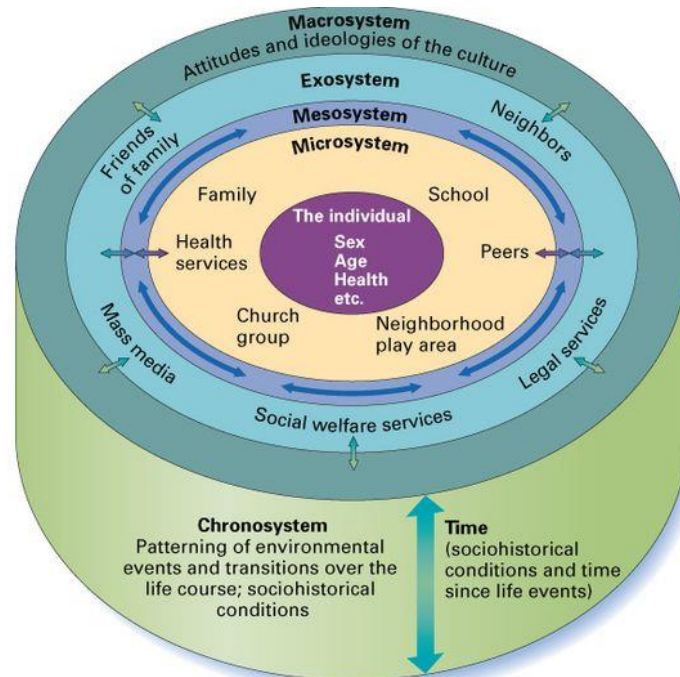 Macrosystem
Attitudes and ideologies of the culture
Exosystem
Mesosystem
Microsystem
Friends
of family
Neighbors
Family
School
The individual
Sex
Age
Health
etc.
Health
services
Peers
Church
group
Neighborhood
play area
Mass media
Legal services
Social welfare services
Chronosystem
Patterning of environmental
events and transitions over the
life course; sociohistorical
conditions
Time
(sociohistorical
conditions and time
since life events)